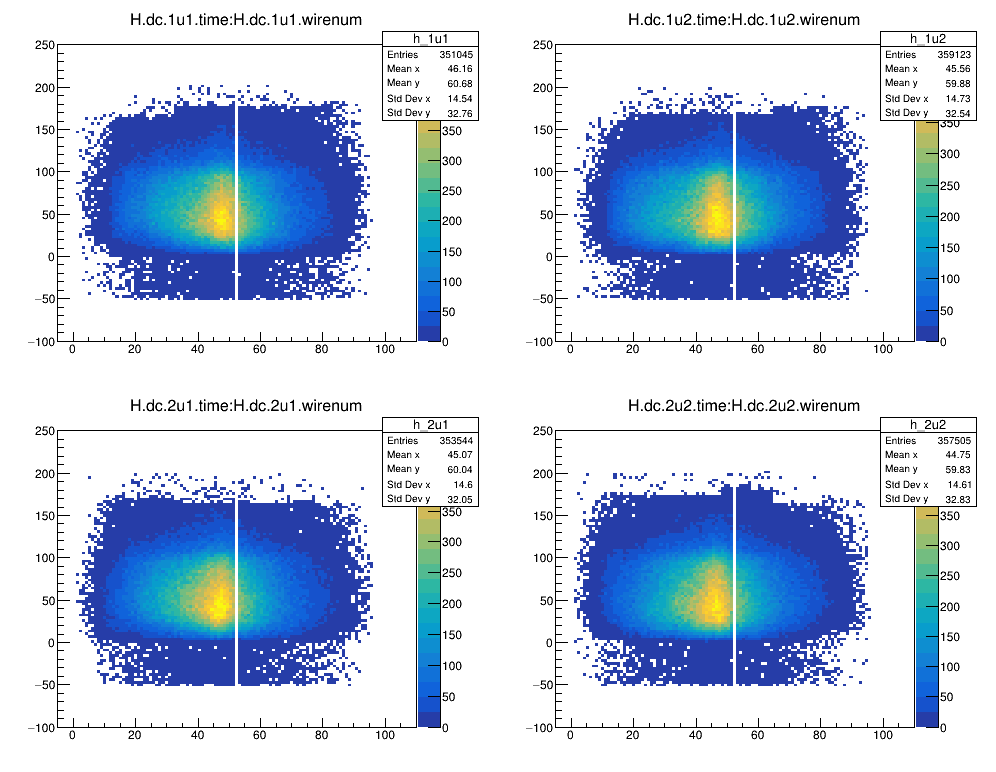 H.dc.1u1.time:H.dc.1u1.wirenum
h_1u1
Entries 351045
Mean x 46.16
Mean y 60.68
Std Dev x 14.54
Std Dev y 32.76
250
200
150
100
50
0
−50
−100
0 20 40 60 80 100
350
300
250
200
150
100
50
0
H.dc.1u2.time:H.dc.1u2.wirenum
h_1u2
Entries 359123
Mean x 45.56
Mean y 59.88
Std Dev x 14.73
Std Dev y 32.54
250
200
150
100
50
0
−50
−100
0 20 40 60 80 100
350
300
250
200
150
100
50
0
H.dc.2u1.time:H.dc.2u1.wirenum
h_2u1
Entries 353544
Mean x 45.07
Mean y 60.04
Std Dev x 14.6
Std Dev y 32.05
250
200
150
100
50
0
−50
−100
0 20 40 60 80 100
350
300
250
200
150
100
50
0
H.dc.2u2.time:H.dc.2u2.wirenum
h_2u2
Entries 357505
Mean x 44.75
Mean y 59.83
Std Dev x 14.61
Std Dev y 32.83
250
200
150
100
50
0
−50
−100
0 20 40 60 80 100
350
300
250
200
150
100
50
0